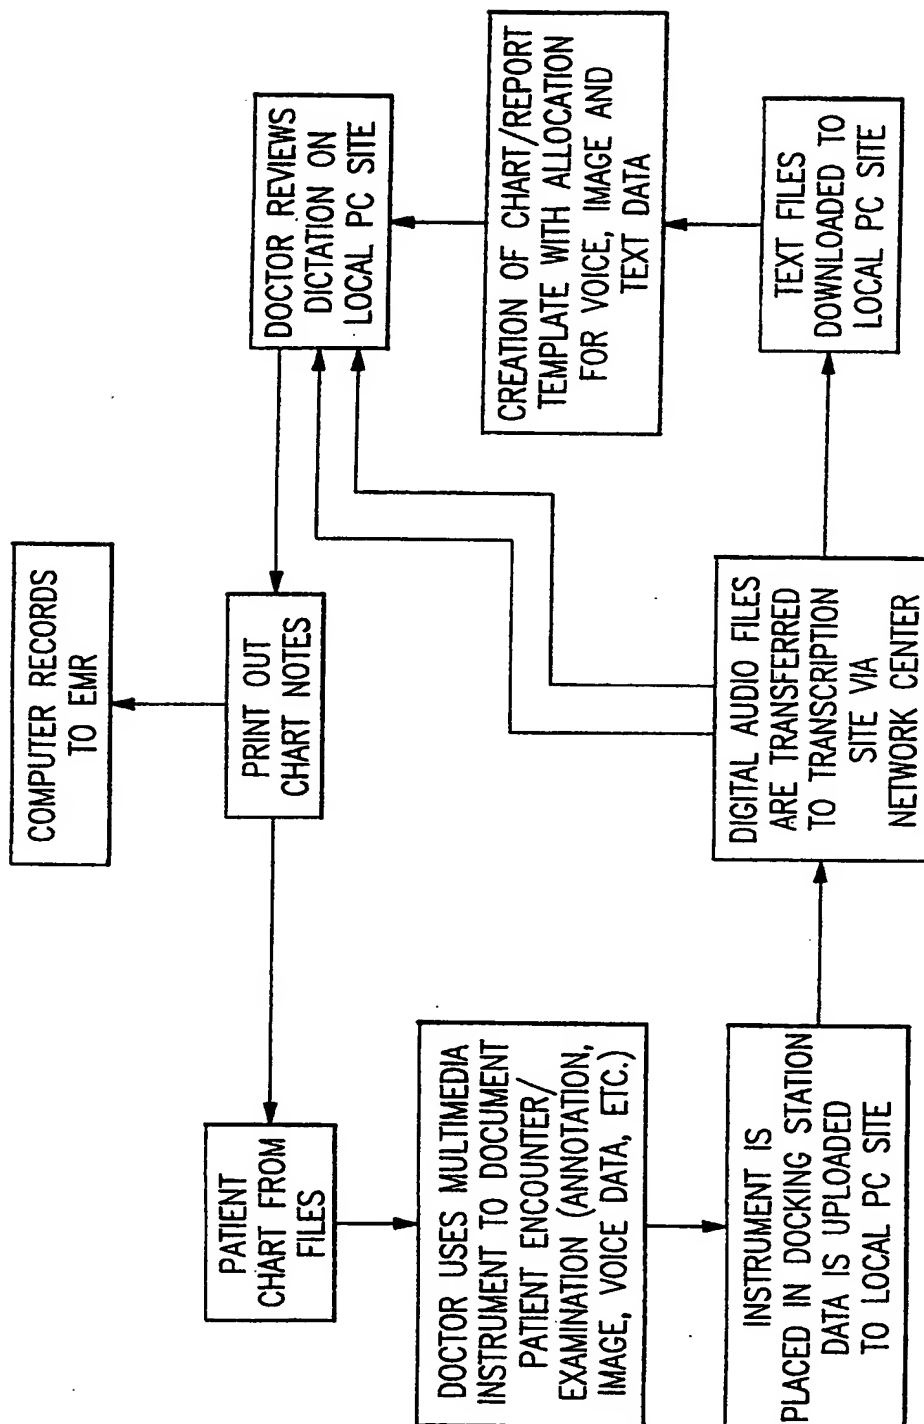 COMPUTER RECORDS
TO EMR
PATIENT
CHART FROM
FILES
PRINT OUT
CHART NOTES
DOCTOR REVIEWS
DICTATION ON
LOCAL PC SITE
DOCTOR USES MULTIMEDIA
INSTRUMENT TO DOCUMENT
PATIENT ENCOUNTER/
EXAMINATION (ANNOTATION,
IMAGE, VOICE DATA, ETC.)
CREATION OF CHART/REPORT
TEMPLATE WITH ALLOCATION
FOR VOICE, IMAGE AND
TEXT DATA
INSTRUMENT IS
PLACED IN DOCKING STATION
DATA IS UPLOADED
TO LOCAL PC SITE
DIGITAL AUDIO FILES
ARE TRANSFERRED
TO TRANSCRIPTION
SITE VIA
NETWORK CENTER
TEXT FILES
DOWNLOADED TO
LOCAL PC SITE